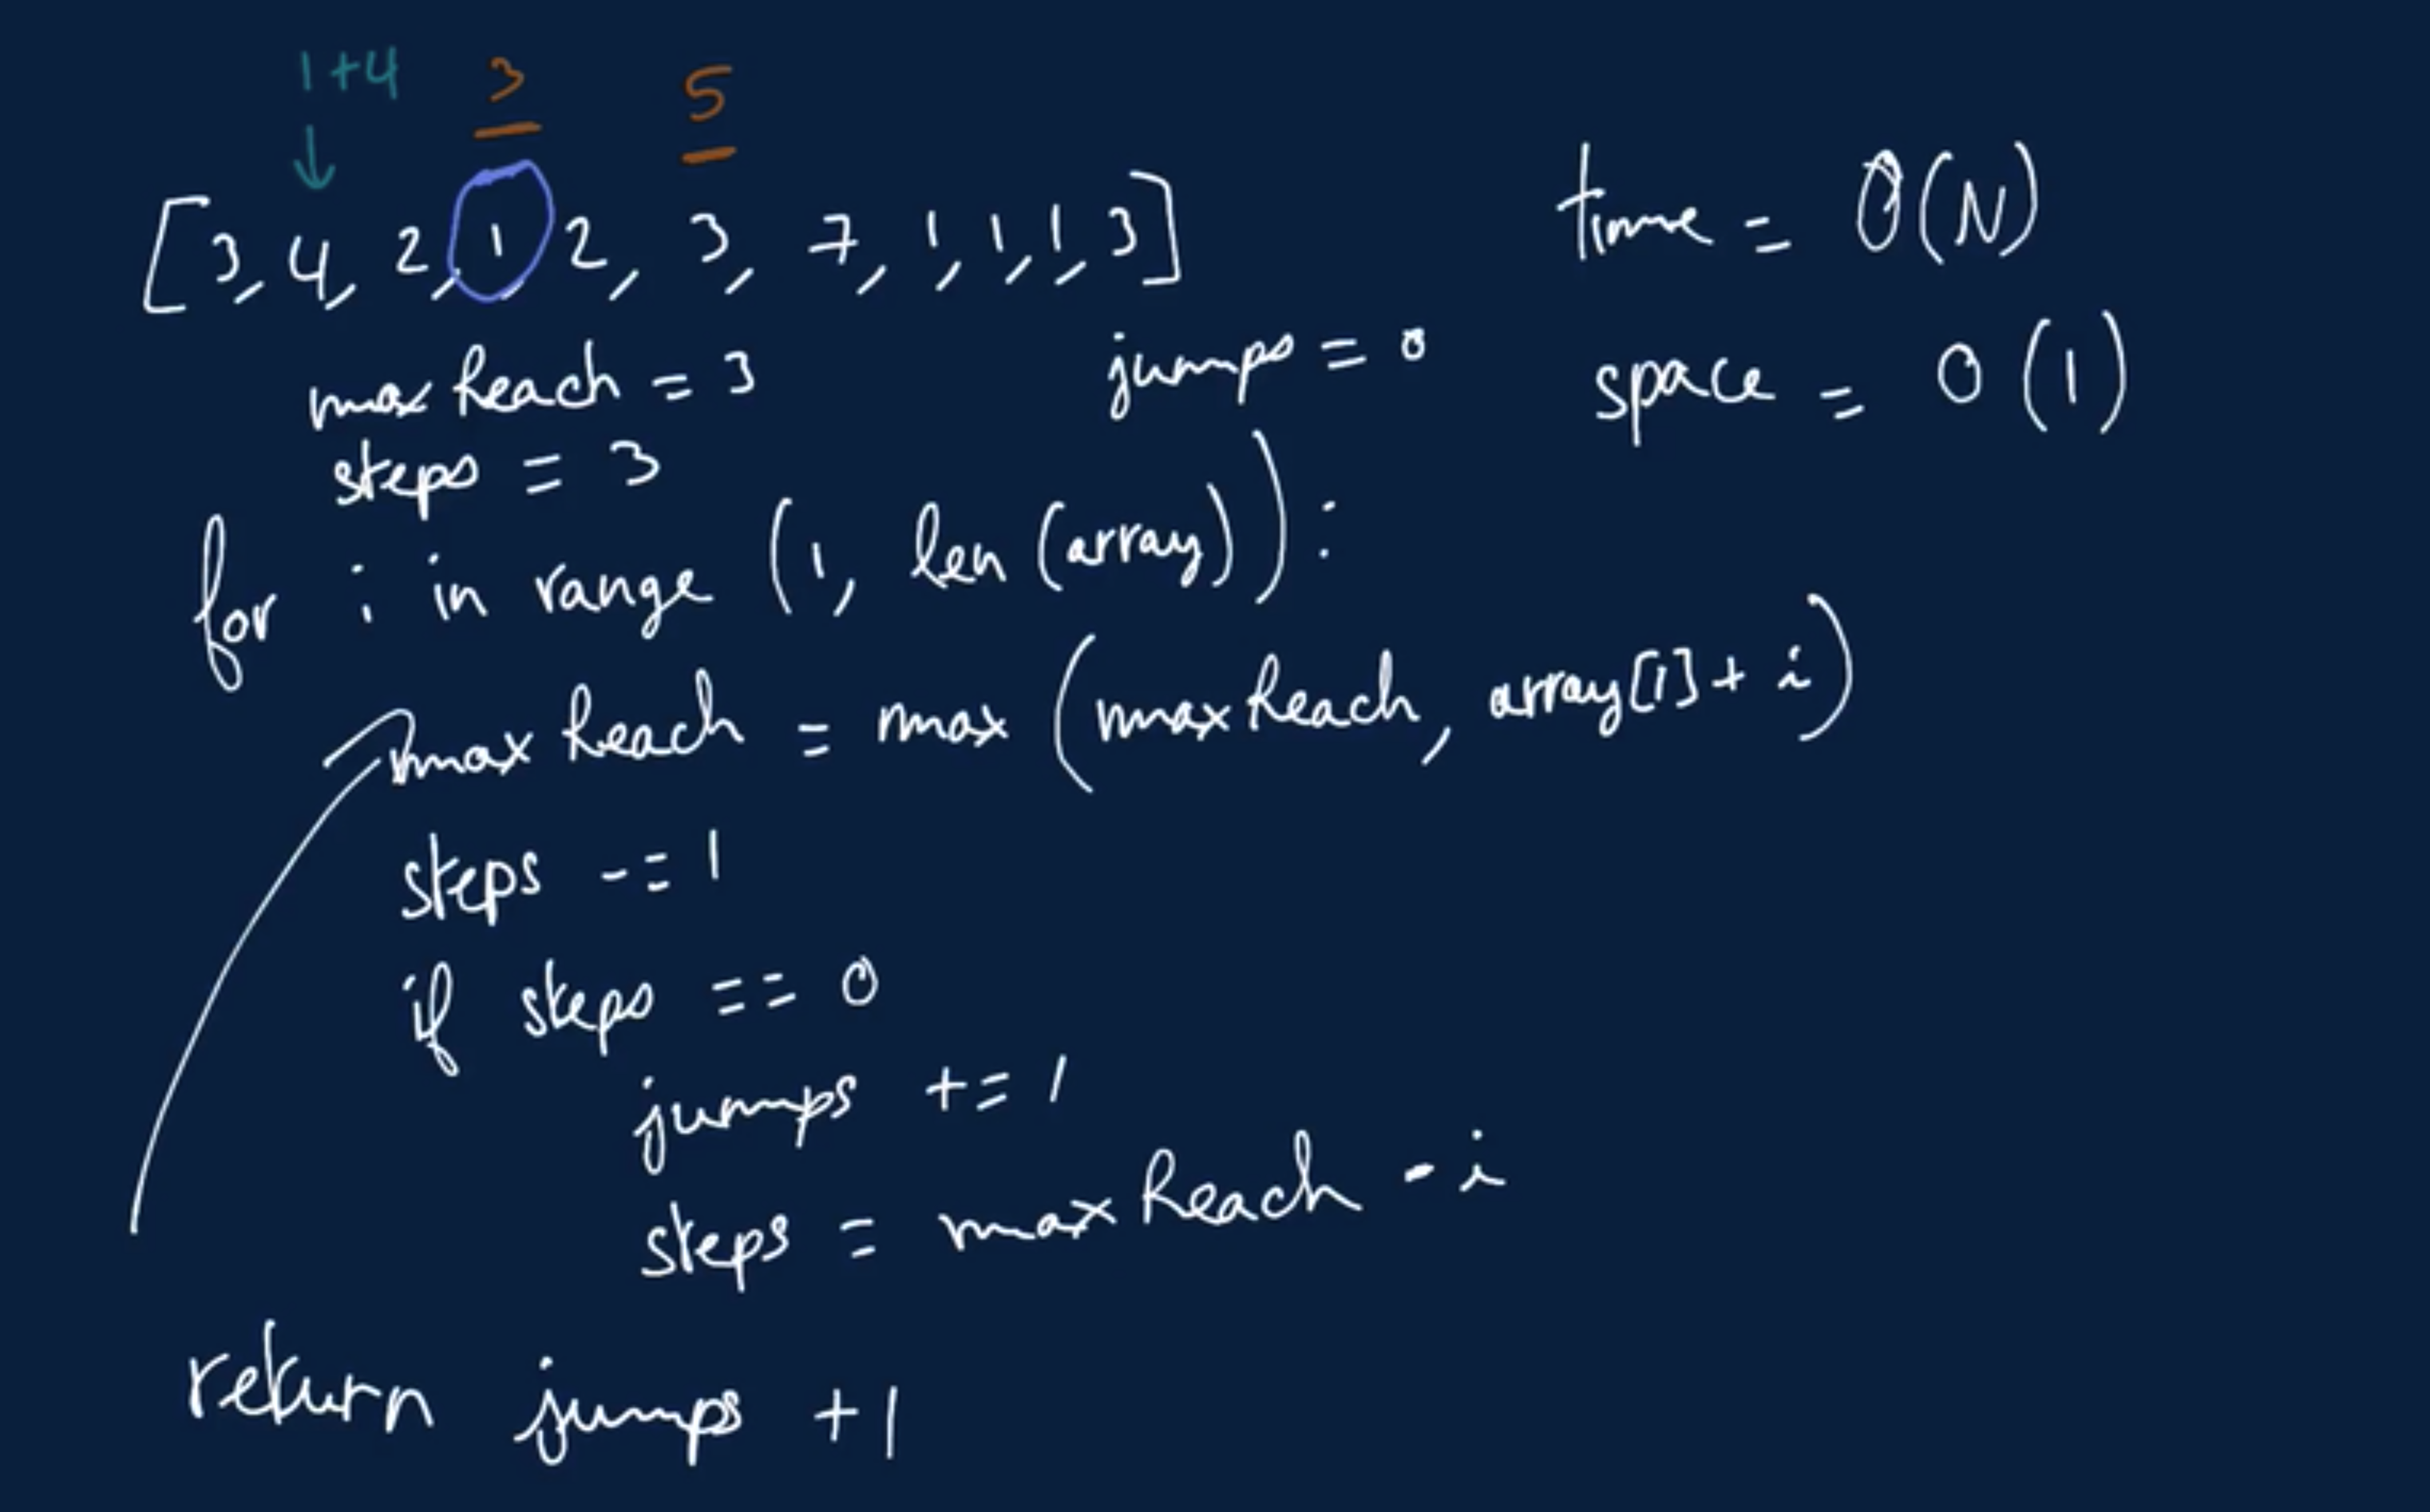 1+4 3 5
[3, 4, 2, 1, 2, 3, 7, 1, 1, 1, 3]
time = O(N)
maxReach = 3
jumps = 0
space = O(1)
steps = 3
for i in range (1, len(array)):
maxReach = max (maxReach, array[i] + i)
steps -= 1
if steps == 0
jumps += 1
steps = maxReach - i
return jumps +1